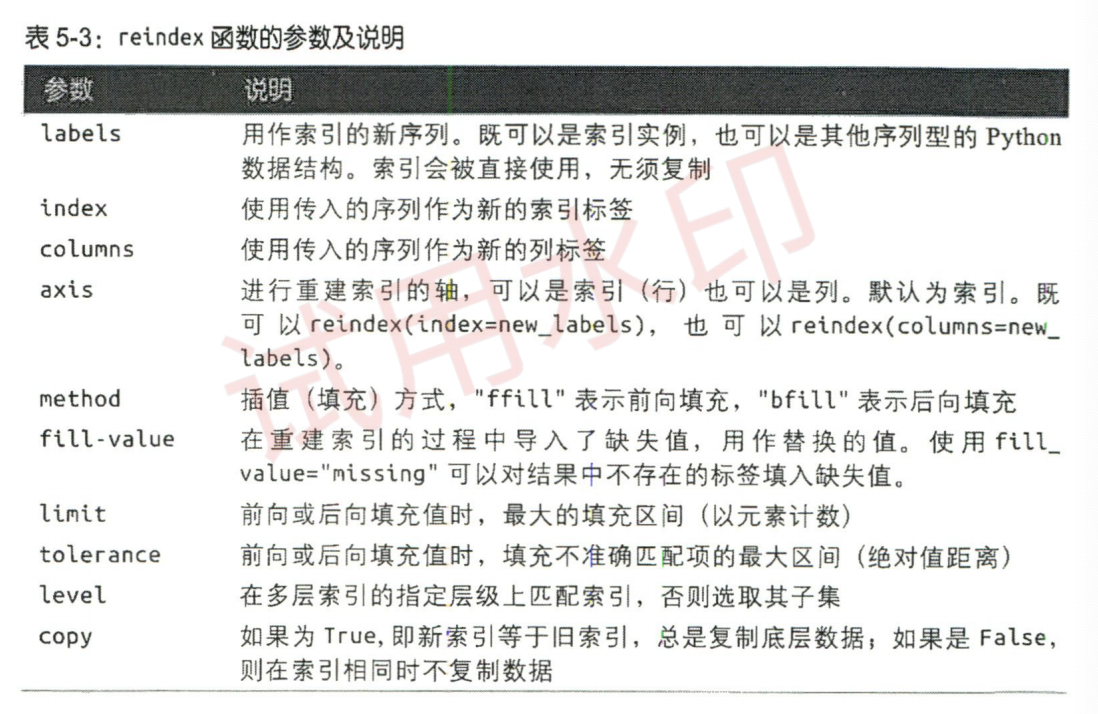 表 5-3：reindex 函数的参数及说明
参数 说明
labels 用作索引的新序列。既可以是索引实例，也可以是其他序列型的 Python
数据结构。索引会被直接使用，无须复制
index 使用传入的序列作为新的索引标签
columns 使用传入的序列作为新的列标签
axis 进行重建索引的轴，可以是索引（行）也可以是列。默认为索引。既
可以 reindex(index=new_labels)，也可以 reindex(columns=new_
labels)。
method 插值（填充）方式，"ffill" 表示前向填充，"bfill" 表示后向填充
fill-value 在重建索引的过程中导入了缺失值，用作替换的值。使用 fill_
value="missing" 可以对结果中不存在的标签填入缺失值。
limit 前向或后向填充值时，最大的填充区间（以元素计数）
tolerance 前向或后向填充值时，填充不准确匹配项的最大区间（绝对值距离）
level 在多层索引的指定层级上匹配索引，否则选取其子集
copy 如果为 True,即新索引等于旧索引，总是复制底层数据；如果是 False，
则在索引相同时不复制数据
试用水印